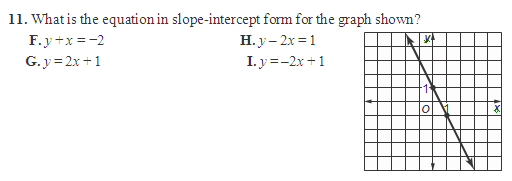 11. What is the equation in slope-intercept form for the graph shown?
F. y + x = –2
H. y – 2x = 1
G. y = 2x + 1
I. y = –2x + 1
y
1
O
1
x